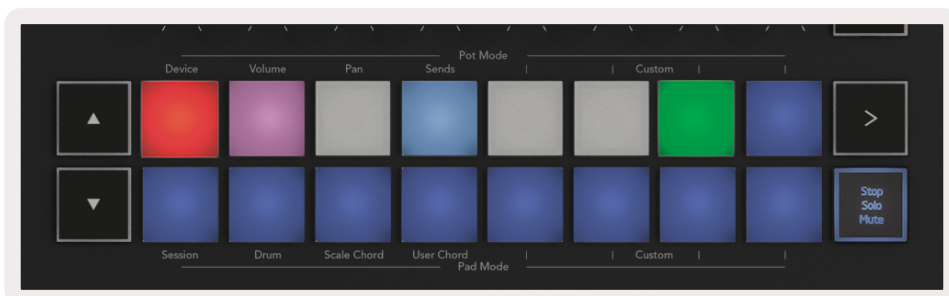 Pot Mode
Device Volume Pan Sends Custom
Stop
Solo
Mute
Session Drum Scale Chord User Chord Custom
Pad Mode